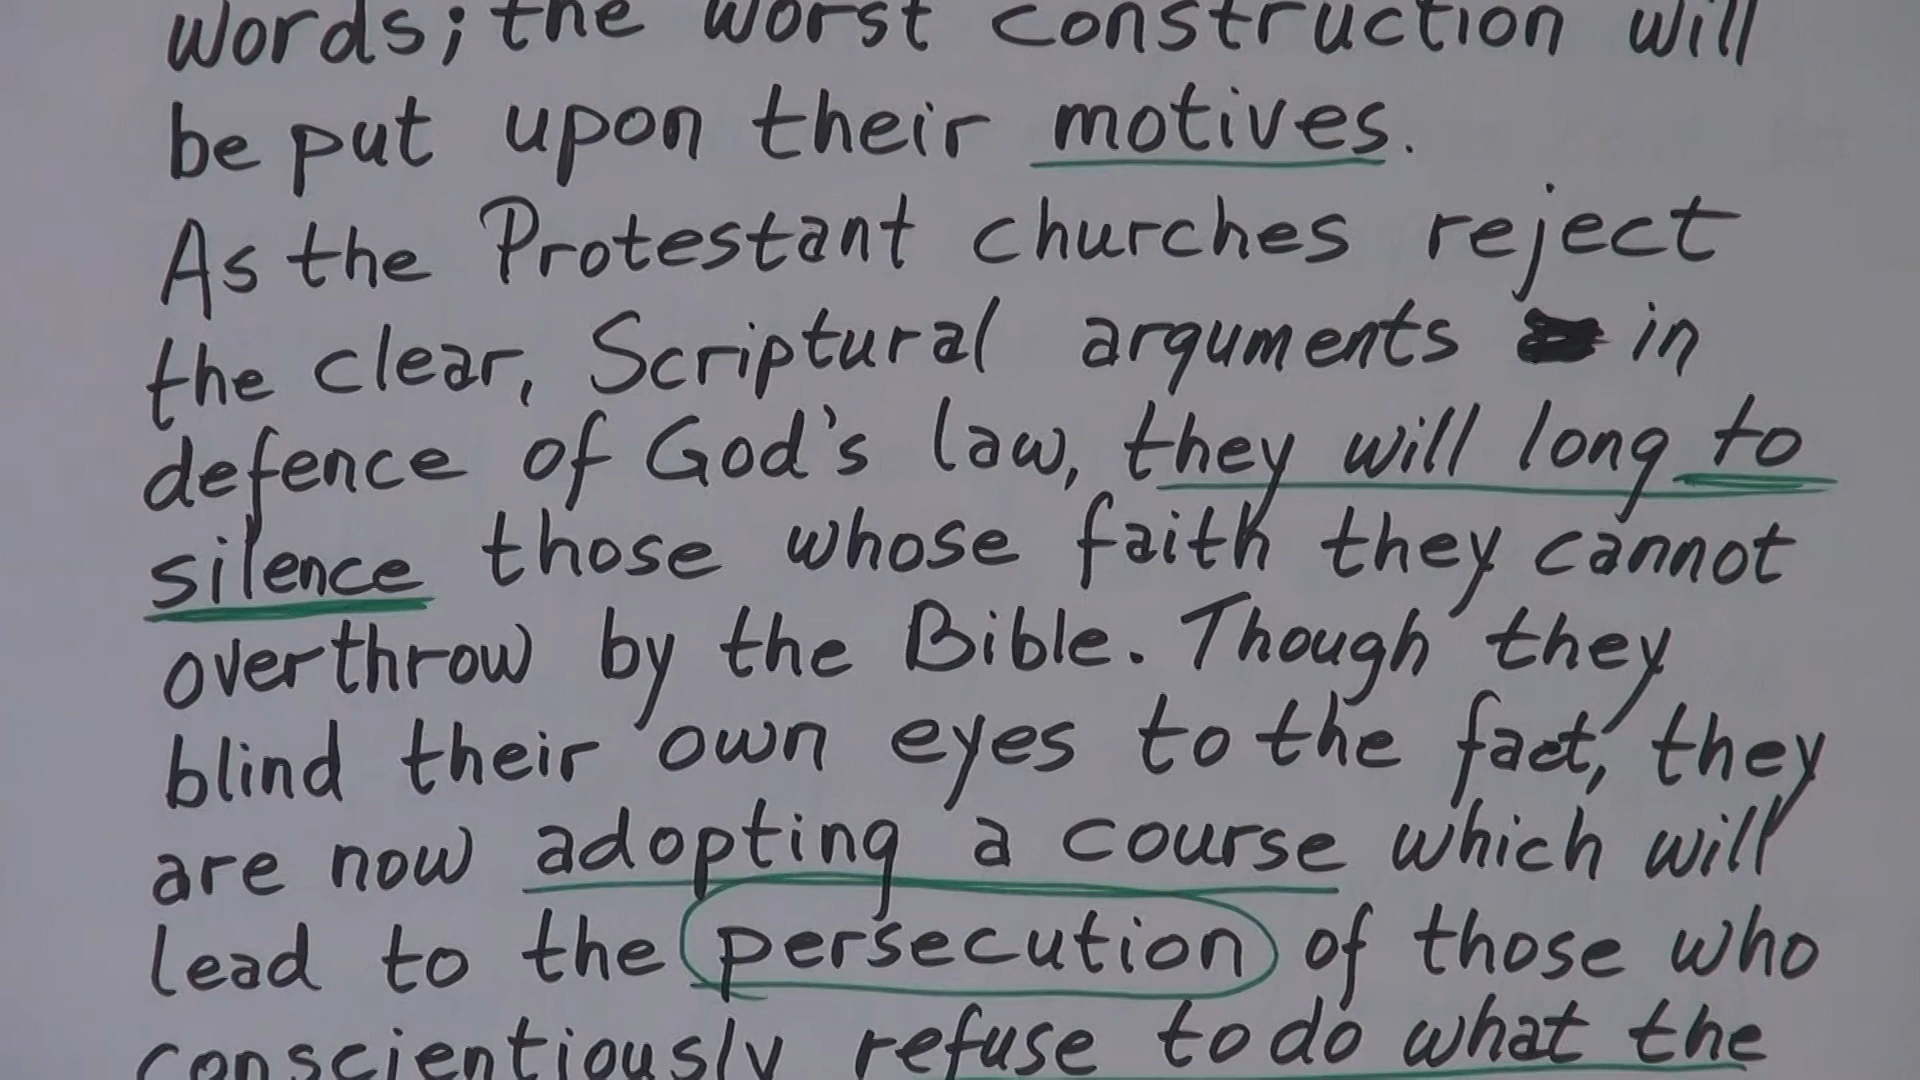 words; the worst construction will
be put upon their motives.
As the Protestant churches reject
the clear, Scriptural arguments in
defence of God's law, they will long to
silence those whose faith they cannot
overthrow by the Bible. Though they
blind their own eyes to the fact, they
are now adopting a course which will
lead to the persecution of those who
conscientiously refuse to do what the